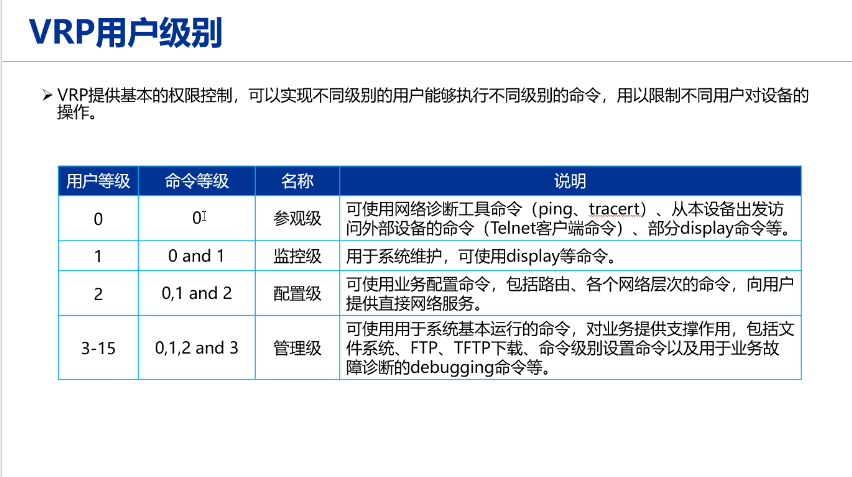 VRP用户级别
➢ VRP提供基本的权限控制，可以实现不同级别的用户能够执行不同级别的命令，用以限制不同用户对设备的
操作。
用户等级 命令等级 名称 说明
0 0 参观级 可使用网络诊断工具命令（ping、tracert）、从本设备出发访
问外部设备的命令（Telnet客户端命令）、部分display命令等。
1 0 and 1 监控级 用于系统维护，可使用display等命令。
2 0,1 and 2 配置级 可使用业务配置命令，包括路由、各个网络层次的命令，向用户
提供直接网络服务。
3-15 0,1,2 and 3 管理级 可使用用于系统基本运行的命令，对业务提供支撑作用，包括文
件系统、FTP、TFTP下载、命令级别设置命令以及用于业务故
障诊断的debugging命令等。